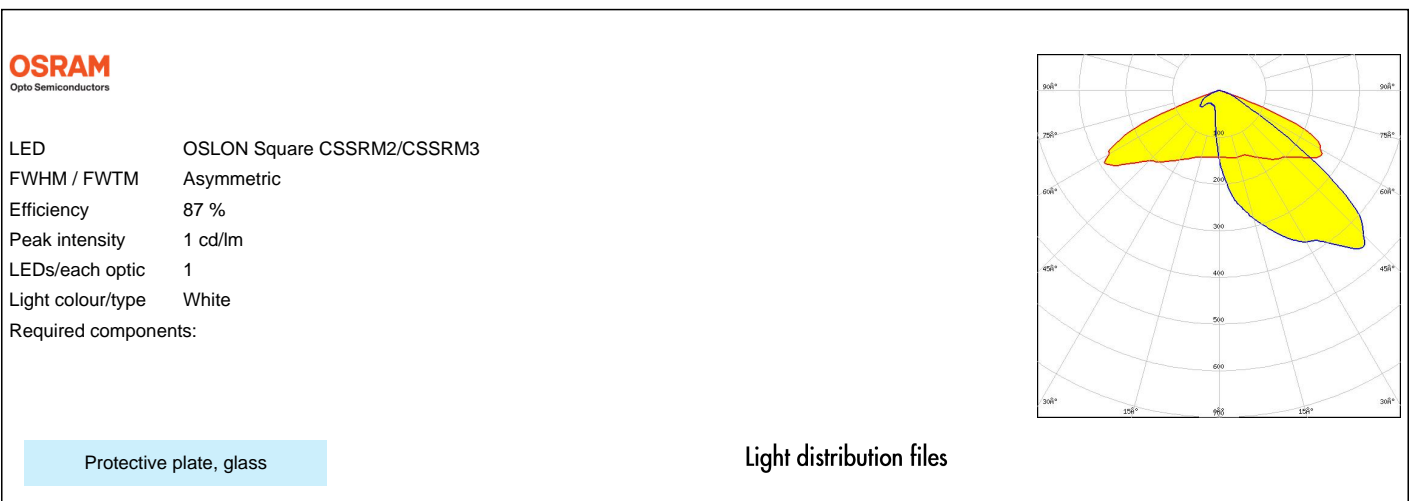 OSRAM
Opto Semiconductors
LED OSLON Square CSSRM2/CSSRM3
FWHM / FWTM Asymmetric
Efficiency 87 %
Peak intensity 1 cd/lm
LEDs/each optic 1
Light colour/type White
Required components:
Protective plate, glass
Light distribution files
90Â° 90Â°
75Â° 75Â°
100
60Â° 60Â°
200
300
45Â° 45Â°
400
500
600
30Â° 30Â°
15Â° 15Â°